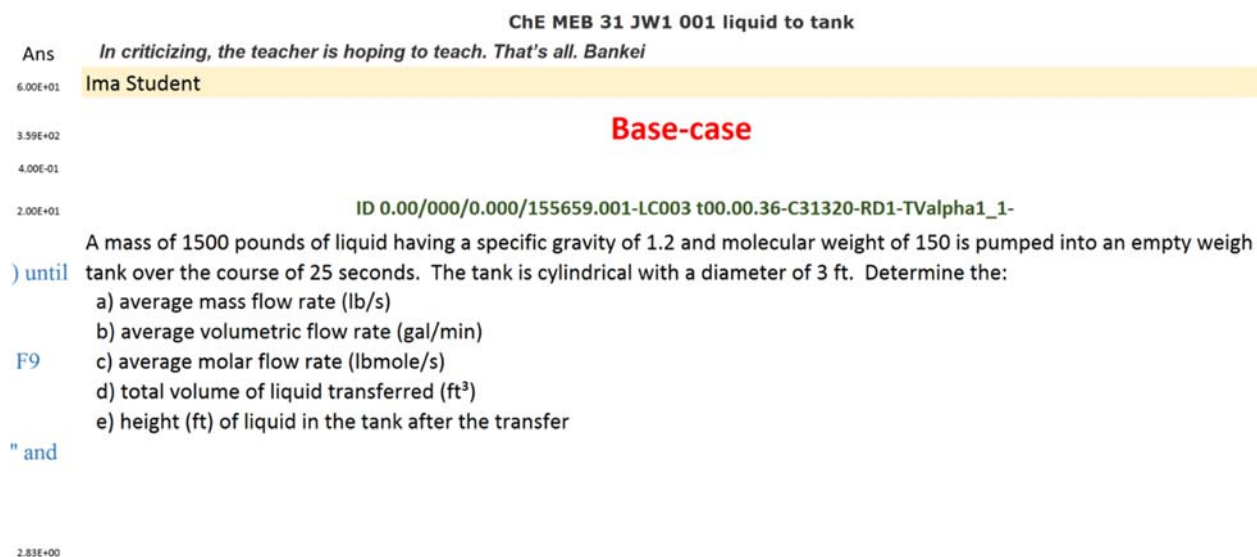 ChE MEB 31 JW1 001 liquid to tank
Ans In criticizing, the teacher is hoping to teach. That's all. Bankei
6.00E+01 Ima Student
3.59E+02 Base-case
4.00E-01
2.00E+01 ID 0.00/000/0.000/155659.001-LC003 t00.00.36-C31320-RD1-TValpha1_1-
A mass of 1500 pounds of liquid having a specific gravity of 1.2 and molecular weight of 150 is pumped into an empty weigh
) until tank over the course of 25 seconds. The tank is cylindrical with a diameter of 3 ft. Determine the:
a) average mass flow rate (lb/s)
b) average volumetric flow rate (gal/min)
F9 c) average molar flow rate (lbmole/s)
d) total volume of liquid transferred (ft³)
e) height (ft) of liquid in the tank after the transfer
" and
2.83E+00